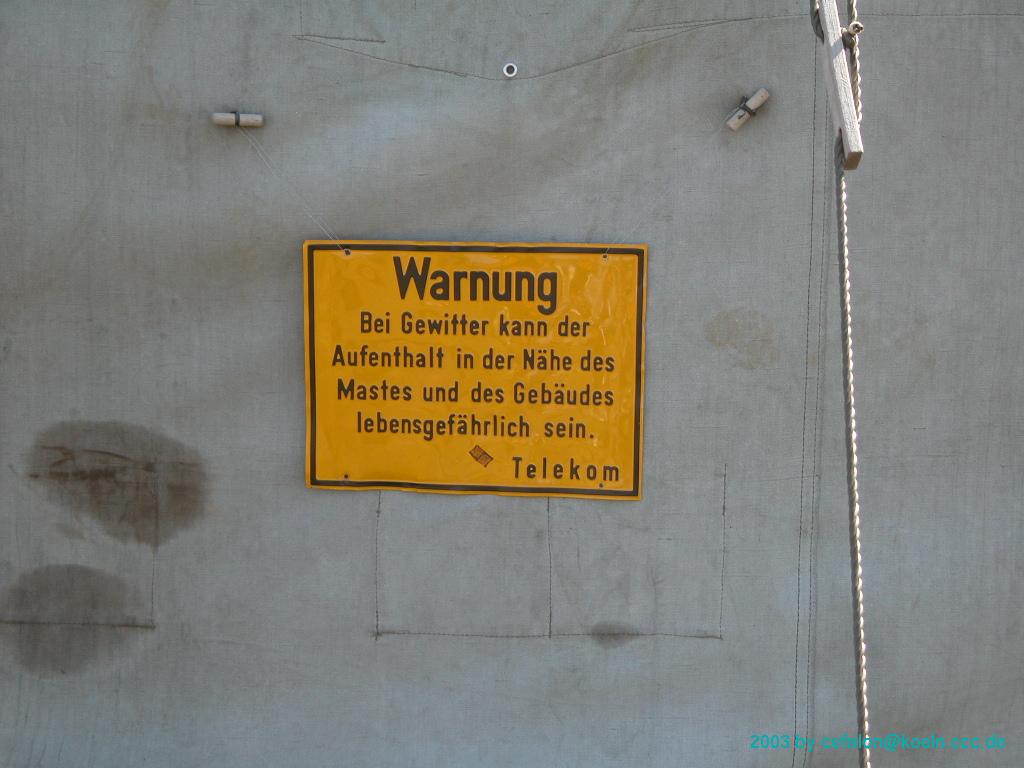 Warnung
Bei Gewitter kann der
Aufenthalt in der Nähe des
Mastes und des Gebäudes
lebensgefährlich sein.
Telekom
2003 by cefalon@koeln.ccc.de